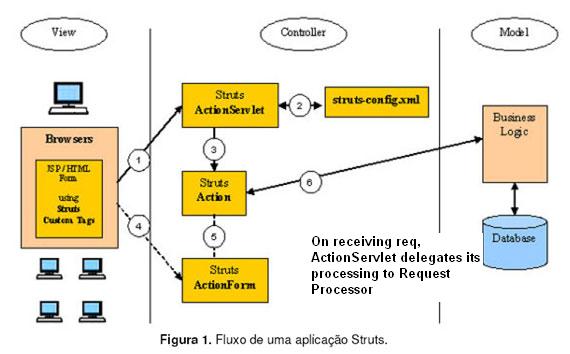 View
Controller
Model
Struts
ActionServlet
2
struts-config.xml
Browsers
JSP / HTML
Form
using
Struts
Custom Tags
1
3
Struts
Action
6
Business
Logic
4
5
Struts
ActionForm
On receiving req,
ActionServlet delegates its
processing to Request
Processor
Database
Figura 1. Fluxo de uma aplicação Struts.